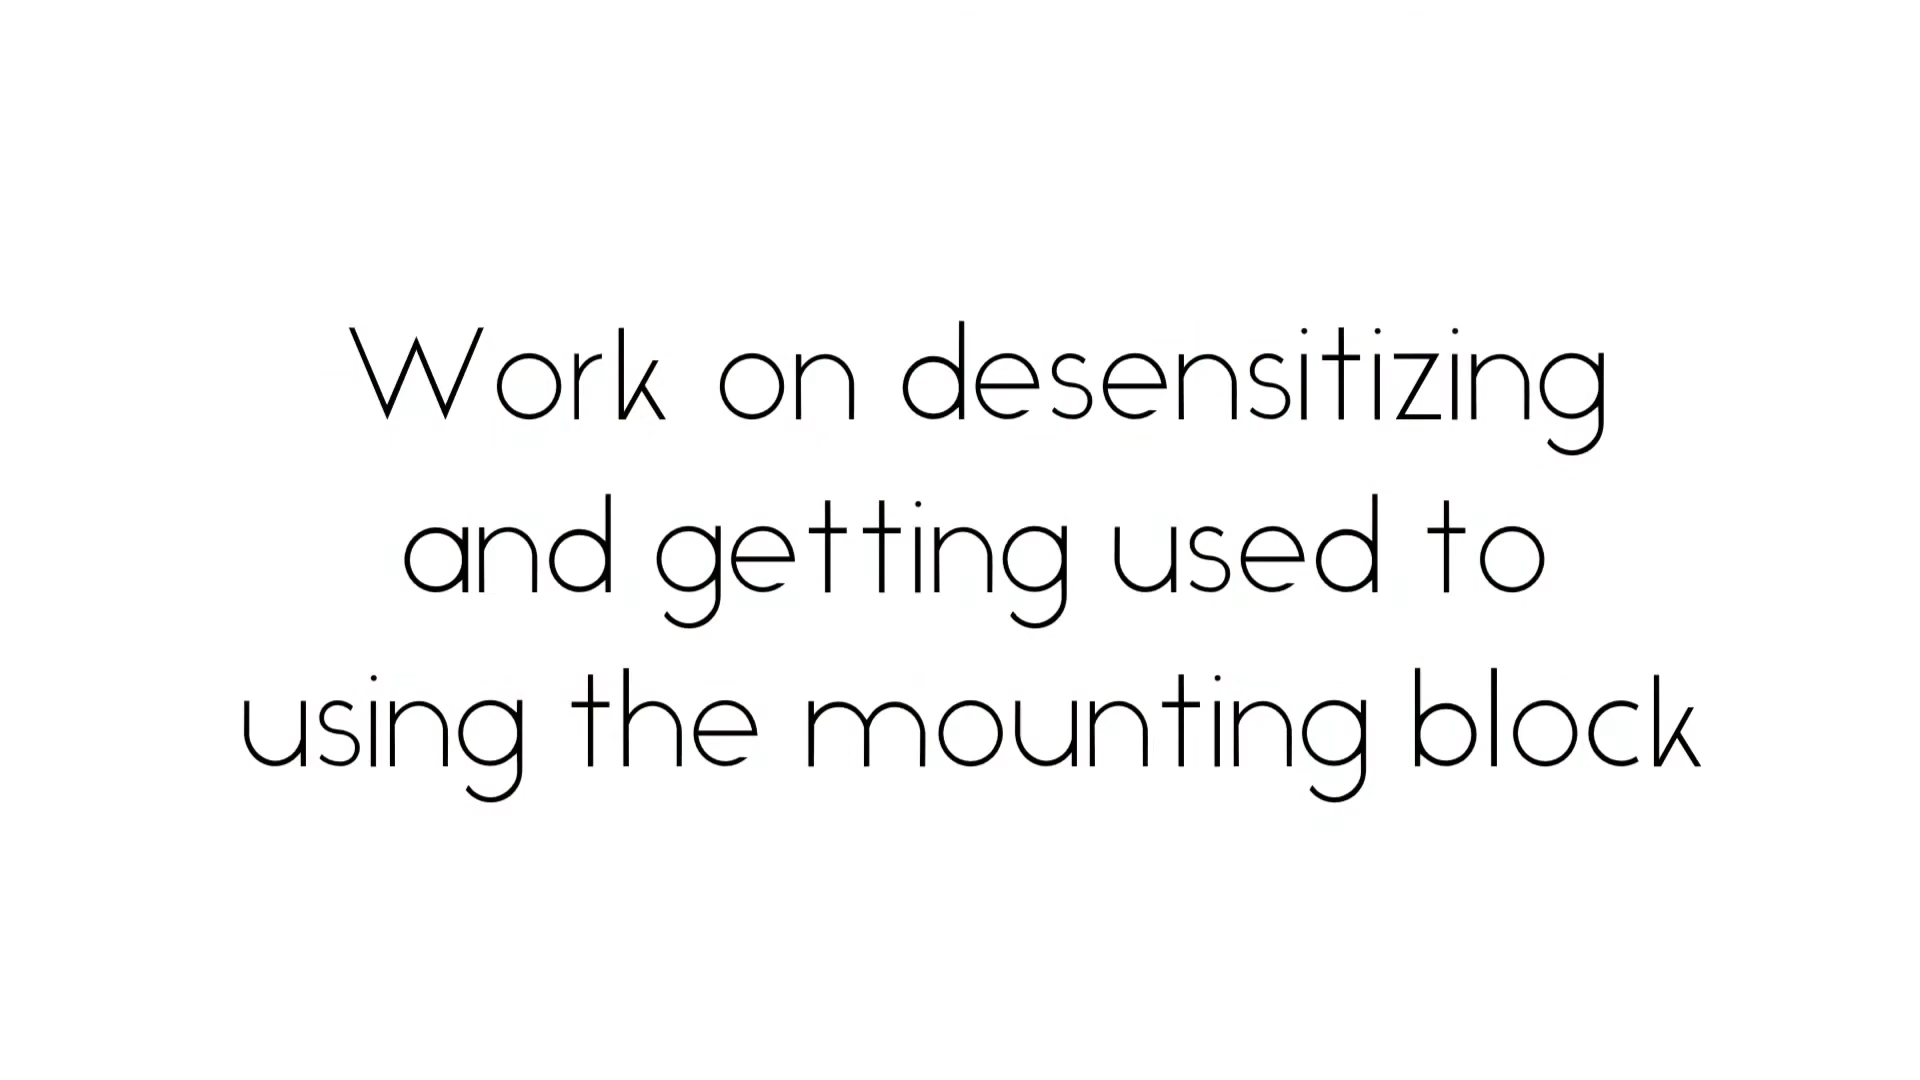 Work on desensitizing
and getting used to
using the mounting block